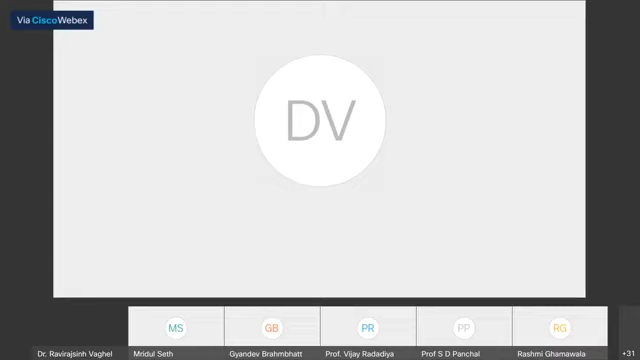 Via CiscoWebex
DV
MS
GB
PR
PP
RG
Dr. Ravirajsinh Vaghel
Mridul Seth
Gyandev Brahmbhatt
Prof. Vijay Radadiya
Prof S D Panchal
Rashmi Ghamawala
+31